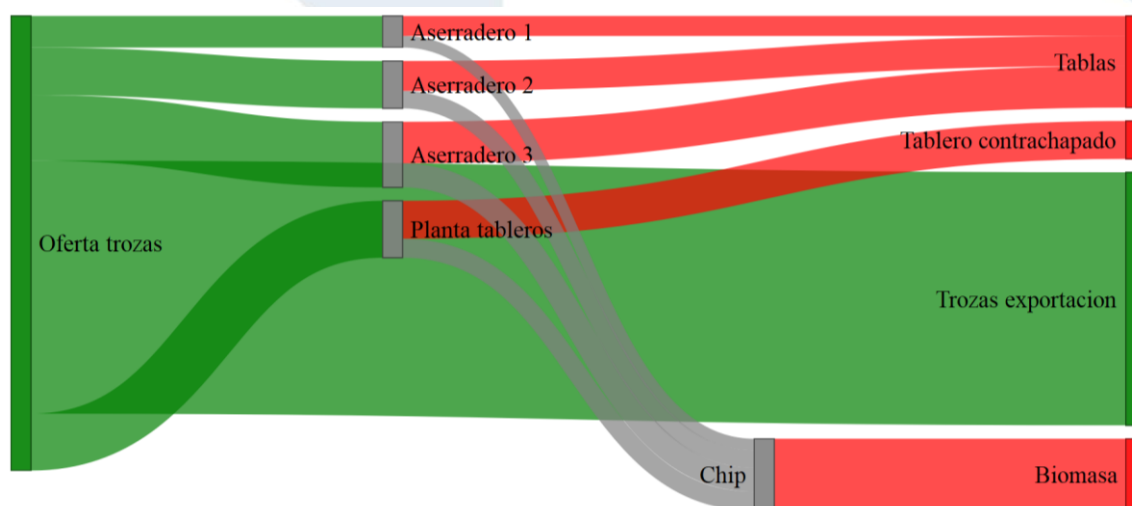 Aserradero 1
Tablas
Aserradero 2
Tablero contrachapado
Aserradero 3
Planta tableros
Oferta trozas
Trozas exportacion
Chip
Biomasa